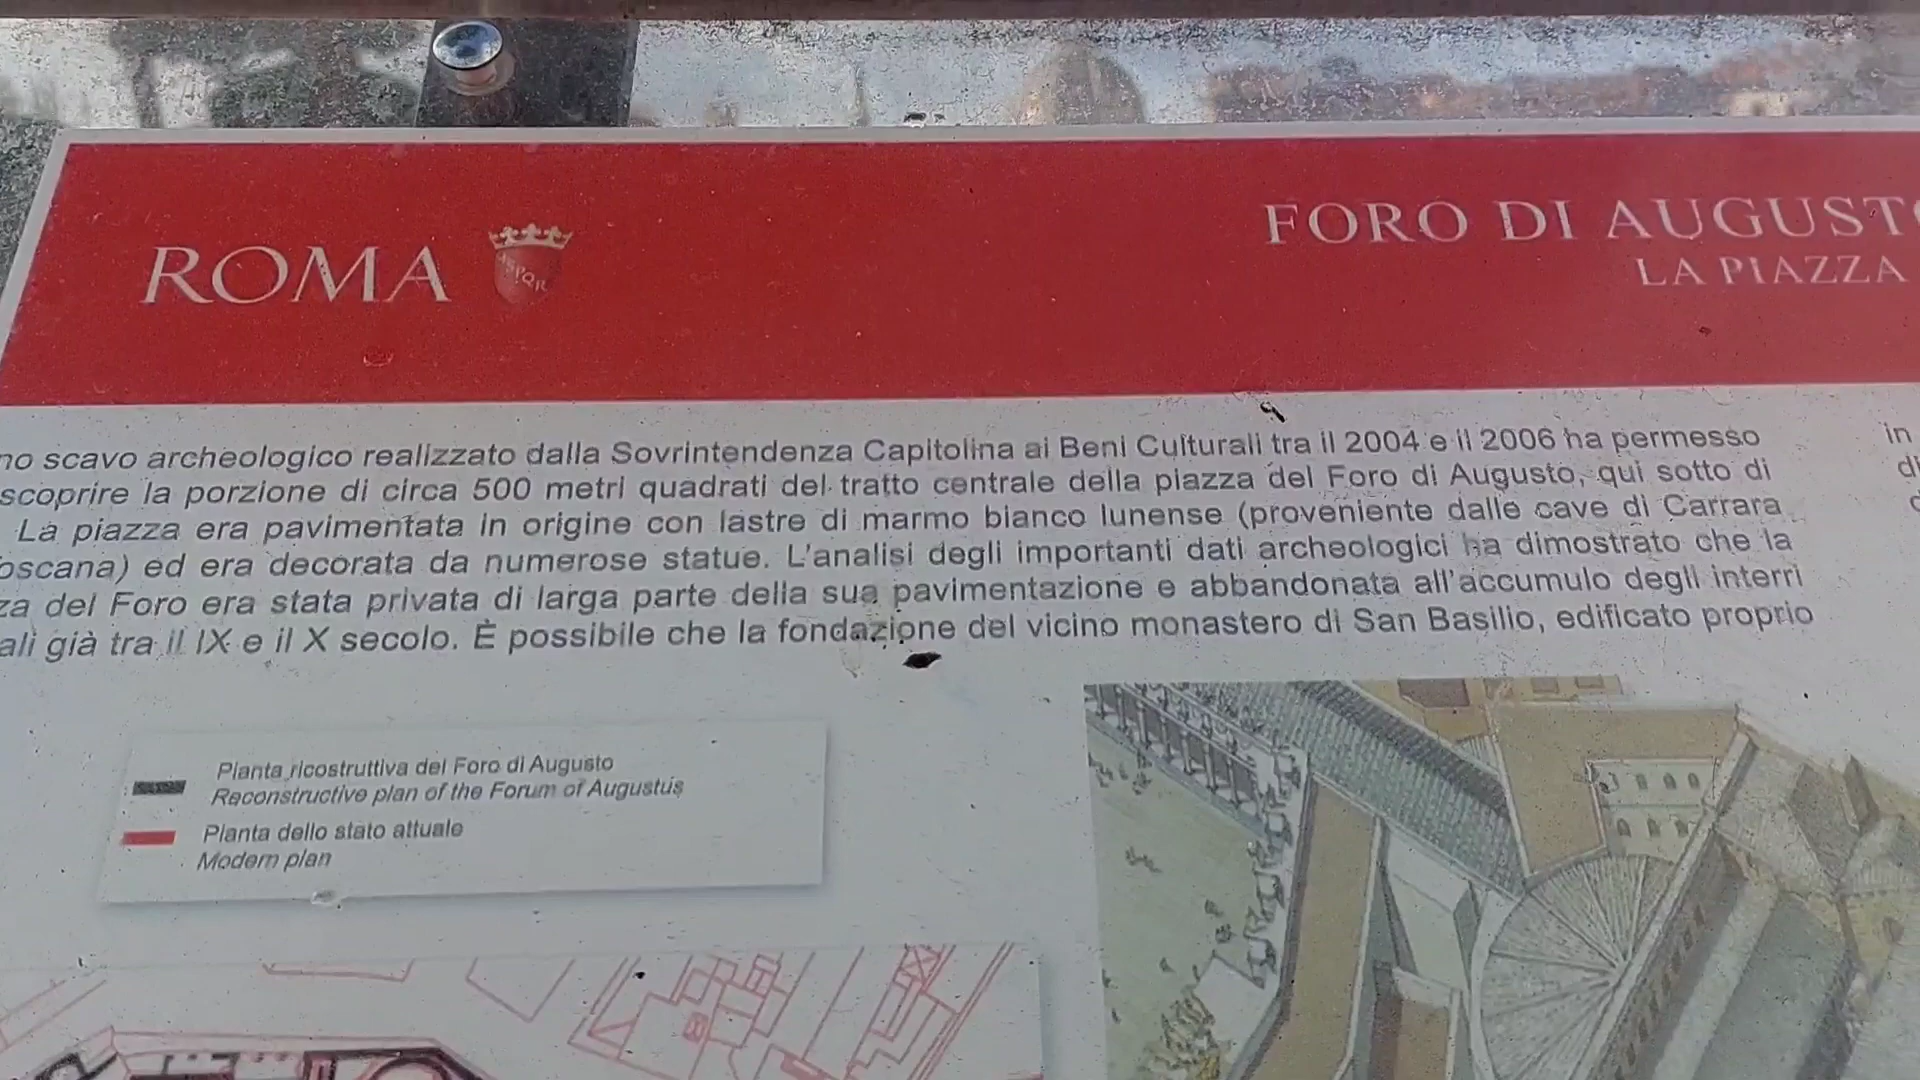 ROMA
SPQR
FORO DI AUGUSTO
LA PIAZZA
no scavo archeologico realizzato dalla Sovrintendenza Capitolina ai Beni Culturali tra il 2004 e il 2006 ha permesso
scoprire la porzione di circa 500 metri quadrati del tratto centrale della piazza del Foro di Augusto, qui sotto di
La piazza era pavimentata in origine con lastre di marmo bianco lunense (proveniente dalle cave di Carrara
oscana) ed era decorata da numerose statue. L'analisi degli importanti dati archeologici ha dimostrato che la
za del Foro era stata privata di larga parte della sua pavimentazione e abbandonata all'accumulo degli interri
ali già tra il IX e il X secolo. È possibile che la fondazione del vicino monastero di San Basilio, edificato proprio
in
Pianta ricostruttiva del Foro di Augusto
Reconstructive plan of the Forum of Augustus
Pianta dello stato attuale
Modern plan